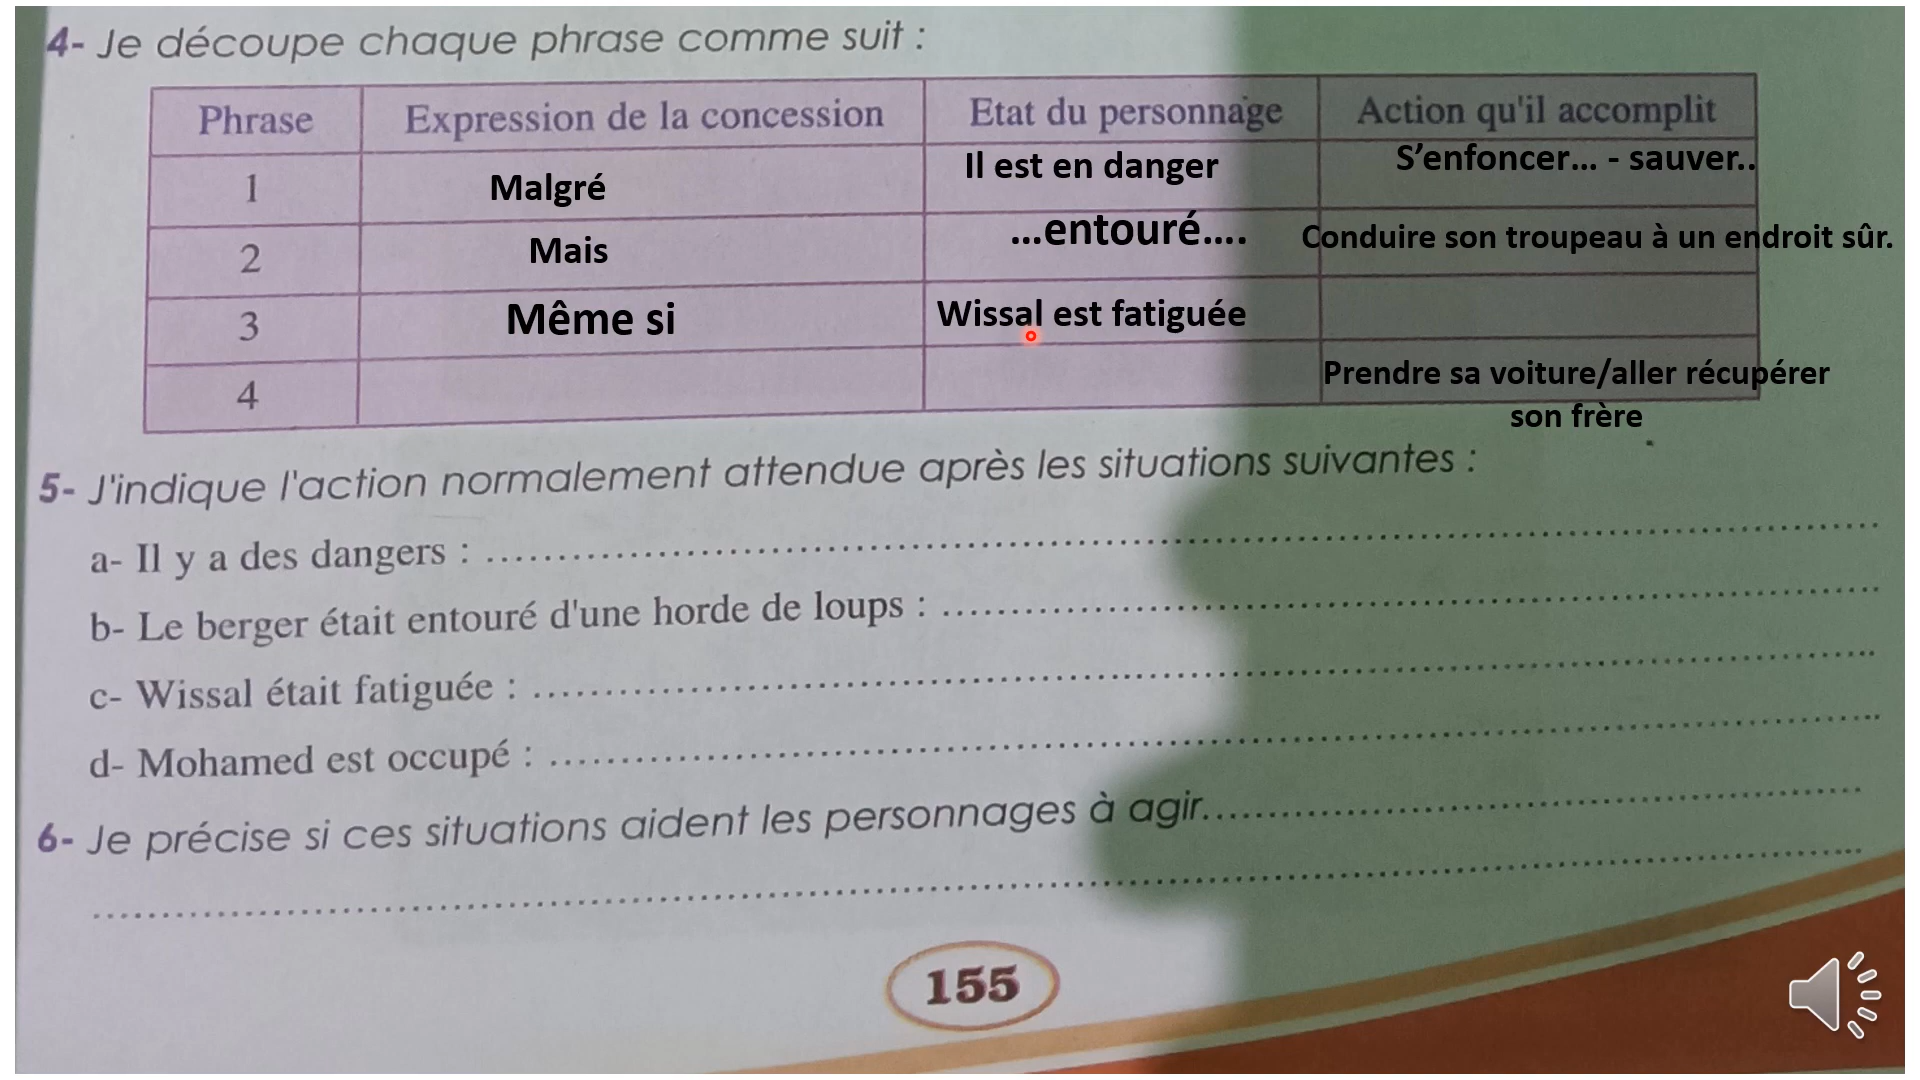 4- Je découpe chaque phrase comme suit :
Phrase Expression de la concession Etat du personnage Action qu'il accomplit
1 Malgré Il est en danger S'enfoncer... - sauver..
2 Mais ...entouré.... Conduire son troupeau à un endroit sûr.
3 Même si Wissal est fatiguée
4 Prendre sa voiture/aller récupérer
son frère
5- J'indique l'action normalement attendue après les situations suivantes :
a- Il y a des dangers :
b- Le berger était entouré d'une horde de loups :
c- Wissal était fatiguée :
d- Mohamed est occupé :
6- Je précise si ces situations aident les personnages à agir.
155